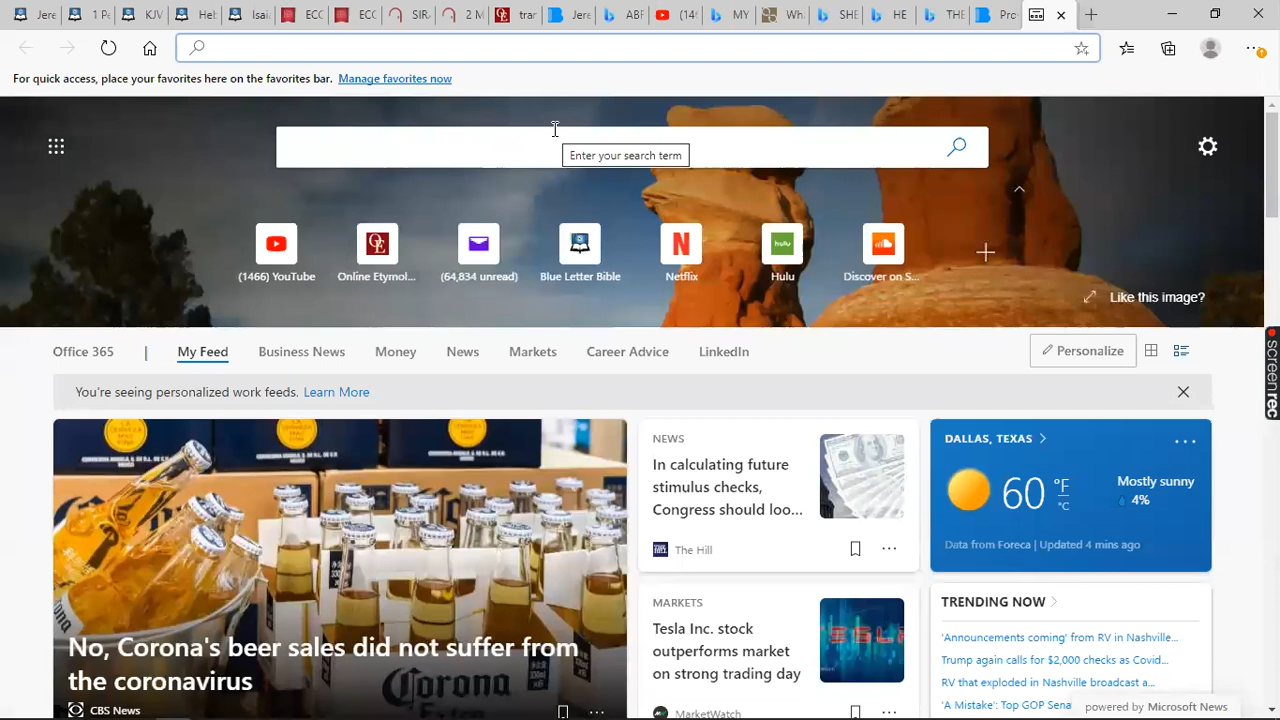 Jere
1 Pe
KJV
Heb
Isai
ECC
ECC
SIRA
2 M
tran
Jere
ABF
(146
MY
Wha
SHE
HE
THE
Pro
For quick access, place your favorites here on the favorites bar. Manage favorites now
Enter your search term
(1466) YouTube
Online Etymol...
(64,834 unread)
Blue Letter Bible
Netflix
hulu
Hulu
Discover on S...
Like this image?
Office 365 | My Feed Business News Money News Markets Career Advice LinkedIn
Personalize
You're seeing personalized work feeds. Learn More
screenrec
Corona
No, Corona's beer sales did not suffer from
the coronavirus
CBS News
NEWS
In calculating future
stimulus checks,
Congress should loo...
The Hill
MARKETS
Tesla Inc. stock
outperforms market
on strong trading day
MarketWatch
DALLAS, TEXAS
60 °F
°C
Mostly sunny
4%
Data from Foreca | Updated 4 mins ago
TRENDING NOW
'Announcements coming' from RV in Nashville...
Trump again calls for $2,000 checks as Covid...
RV that exploded in Nashville broadcast a...
'A Mistake': Top GOP Sena
powered by Microsoft News